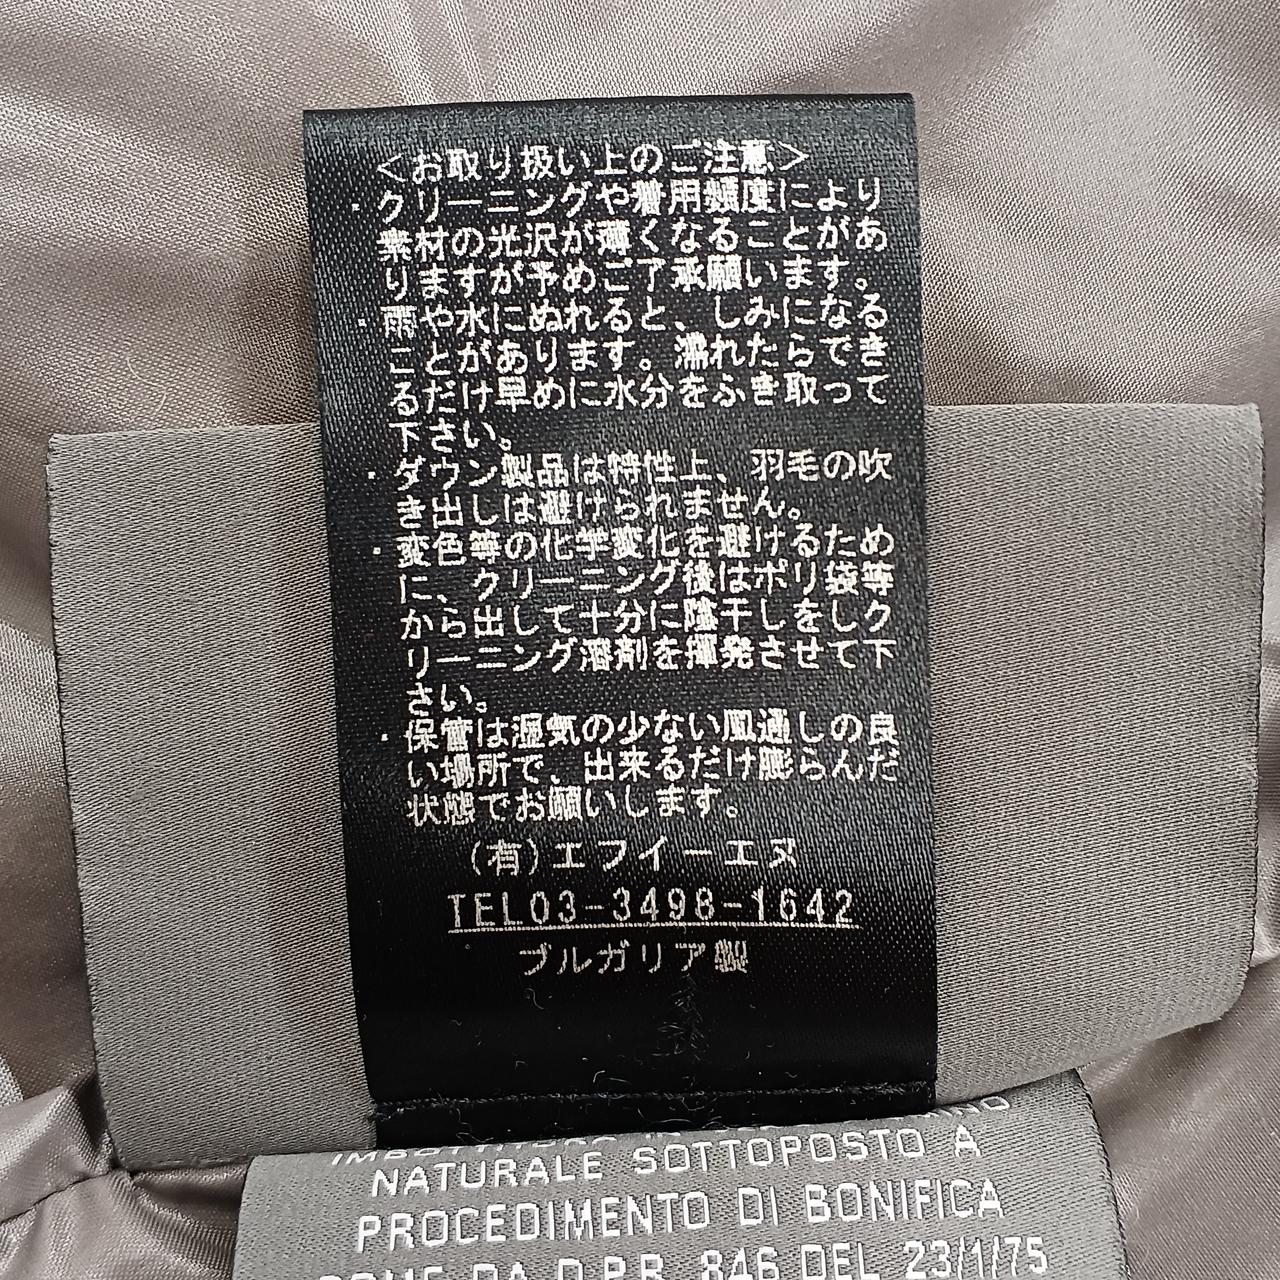 <お取り扱い上のご注意>
・クリーニングや着用頻度により
素材の光沢が薄くなることがあ
りますが予めご了承願います。
・雨や水にぬれると、しみになる
ことがあります。濡れたらでき
るだけ早めに水分をふき取って
下さい。
・ダウン製品は特性上、羽毛の吹
き出しは避けられません。
・変色等の化学変化を避けるため
に、クリーニング後はポリ袋等
から出して十分に陰干しをしク
リーニング溶剤を揮発させて下
さい。
・保管は湿気の少ない風通しの良
い場所で、出来るだけ膨らんだ
状態でお願いします。
(有)エフイーエヌ
TEL03-3498-1642
ブルガリア製
NATURALE SOTTOPOSTO A
PROCEDIMENTO DI BONIFICA
COME DA D.P.R. 846 DEL 23/1/75